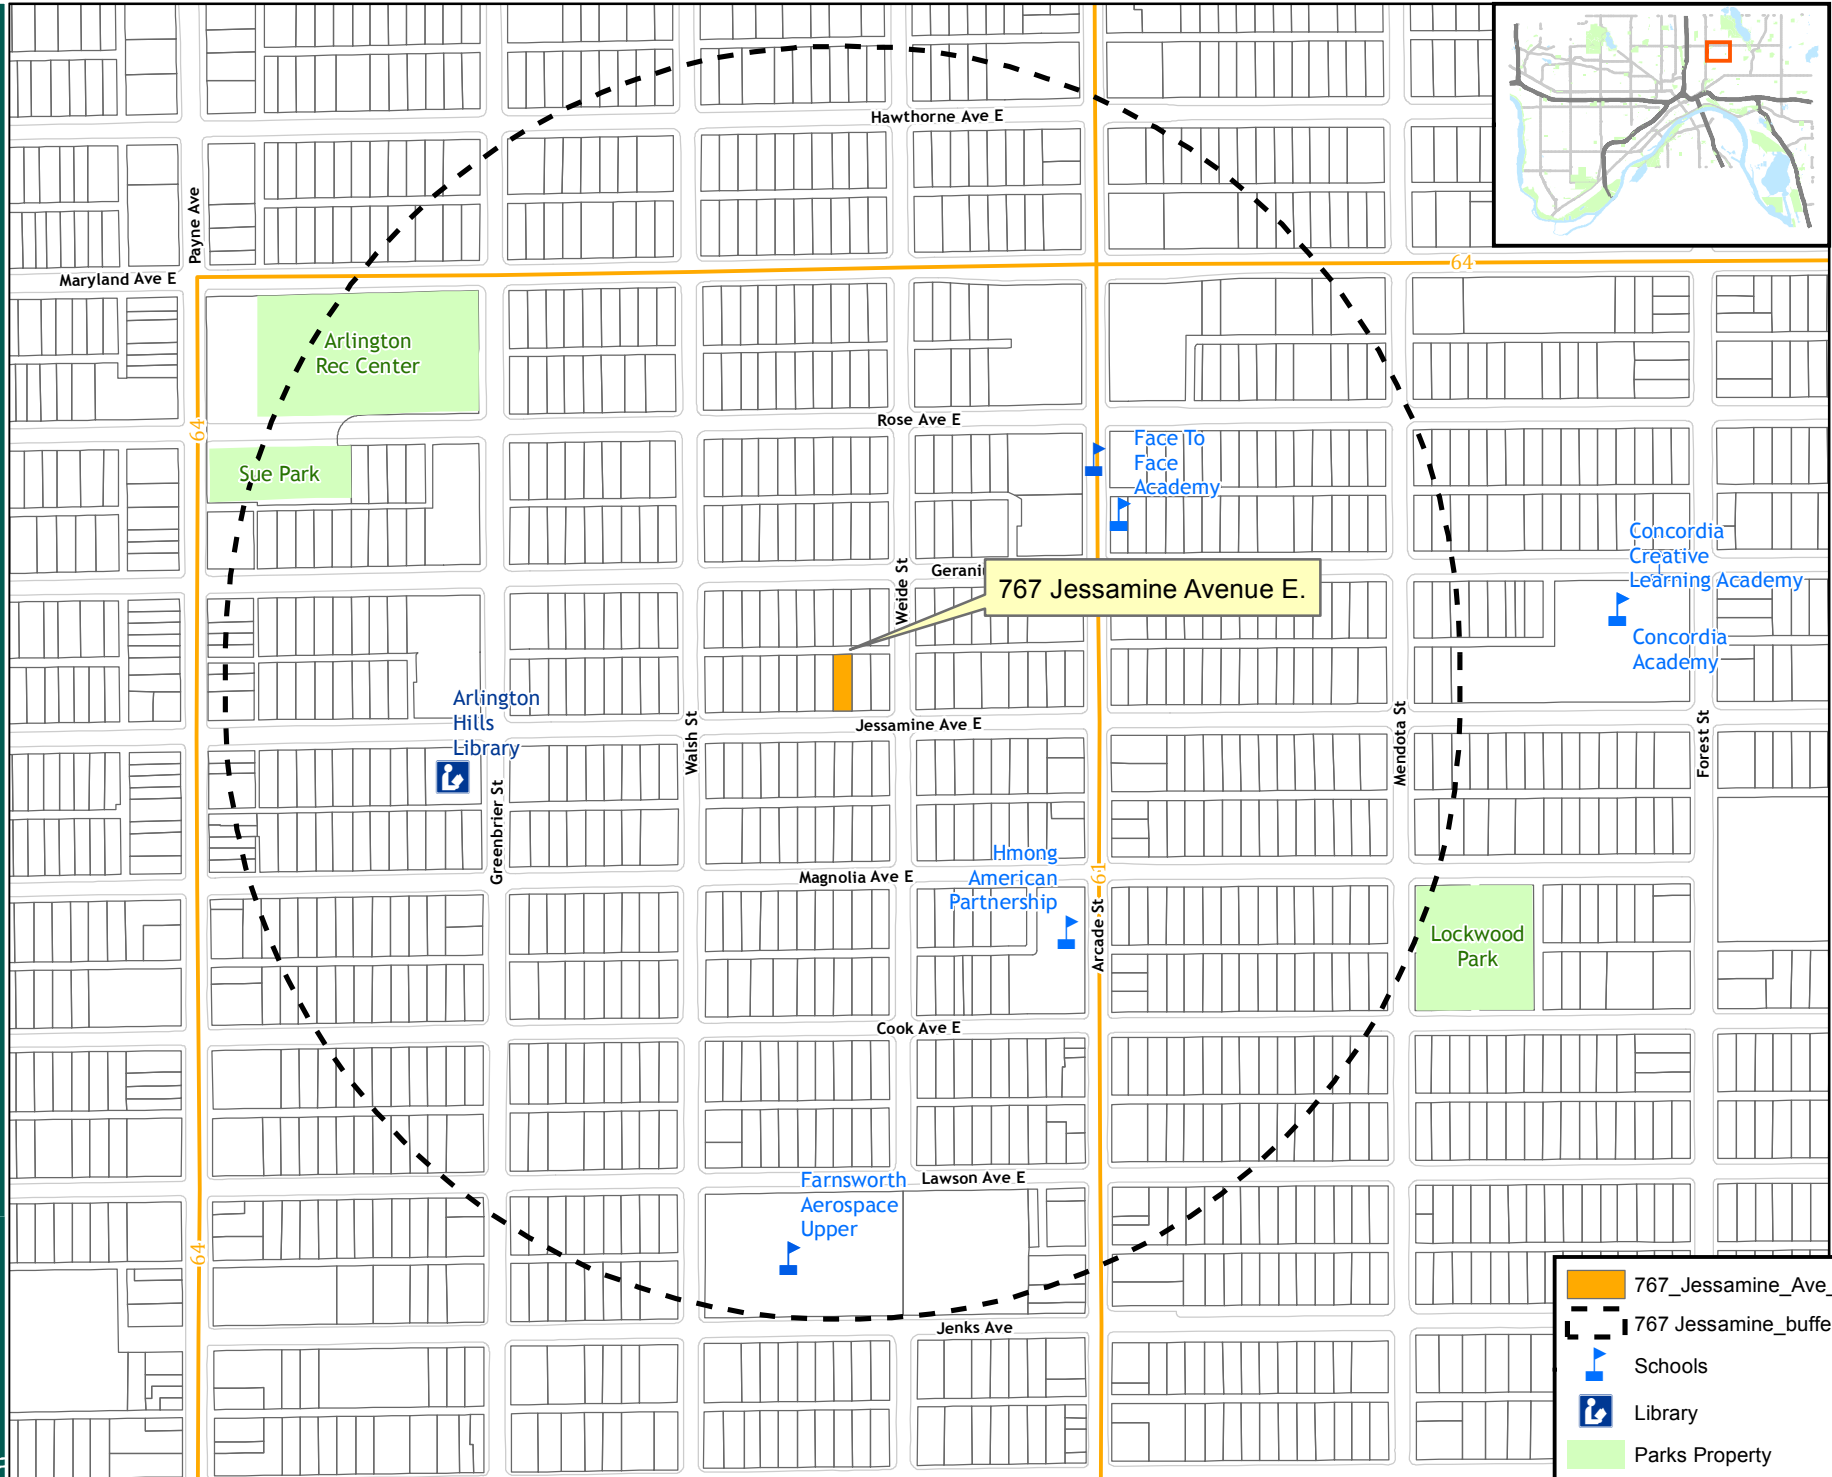 Hawthorne Ave E
Payne Ave
Maryland Ave E
64
Arlington
Rec Center
64
Rose Ave E
Sue Park
Face To
Face
Academy
Concordia
Creative
Learning Academy
Weide St
767 Jessamine Avenue E.
Concordia
Academy
Arlington
Hills
Library
Jessamine Ave E
Walsh St
Mendota St
Forest St
Greenbrier St
Hmong
American
Partnership
Magnolia Ave E
61
Arcade St
Lockwood
Park
Cook Ave E
Lawson Ave E
Farnsworth
Aerospace
Upper
64
Jenks Ave
767_Jessamine_Ave_
767 Jessamine_buffe
Schools
Library
Parks Property